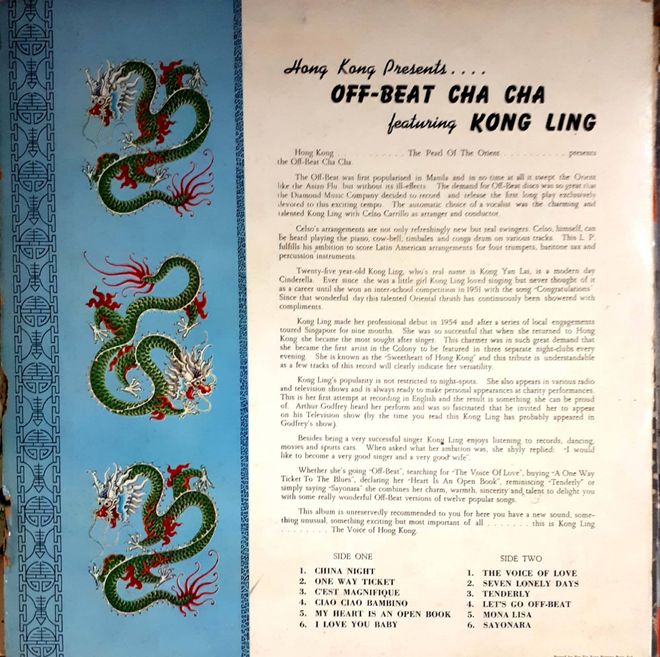 Hong Kong Presents....
OFF-BEAT CHA CHA
featuring KONG LING
Hong Kong . . . . . . . . . . . . The Pearl Of The Orient . . . . . . . . . . presents
the Off-Beat Cha Cha.
The Off-Beat was first popularised in Manila and in no time at all it swept the Orient
like the Asian Flu, but without its ill-effects. The demand for Off-Beat discs was so great that
the Diamond Music Company decided to record and release the first long play exclusively
devoted to this exciting tempo. The automatic choice of a vocalist was the charming and
talented Kong Ling with Celso Carrillo as arranger and conductor.
Celso's arrangements are not only refreshingly new but real swingers. Celso, himself, can
be heard playing the piano, cow-bell, timbales and conga drum on various tracks. This L. P.
fulfills his ambition to score Latin American arrangements for four trumpets, baritone sax and
percussion instruments.
Twenty-five year-old Kong Ling, who's real name is Kong Yan Lai, is a modern day
Cinderella. Ever since she was a little girl Kong Ling loved singing but never thought of it
as a career until she won an inter-school competition in 1951 with the song "Congratulations".
Since that wonderful day this talented Oriental thrush has continuously been showered with
compliments.
Kong Ling made her professional debut in 1954 and after a series of local engagements
toured Singapore for nine months. She was so successful that when she returned to Hong
Kong she became the most sought after singer. This charmer was in such great demand that
she became the first artist in the Colony to be featured in three separate night-clubs every
evening. She is known as the "Sweetheart of Hong Kong" and this tribute is understandable
as a few tracks of this record will clearly indicate her versatility.
Kong Ling's popularity is not restricted to night-spots. She also appears in various radio
and television shows and is always ready to make personal appearances at charity performances.
This is her first attempt at recording in English and the result is something she can be proud
of. Arthur Godfrey heard her perform and was so fascinated that he invited her to appear
on his Television show (by the time you read this Kong Ling has probably appeared in
Godfrey's show).
Besides being a very successful singer Kong Ling enjoys listening to records, dancing,
movies and sports cars. When asked what her ambition was, she shyly replied: "I would
like to become a very good singer and a very good wife".
Whether she's going "Off-Beat", searching for "The Voice Of Love", buying "A One Way
Ticket To The Blues", declaring her "Heart Is An Open Book", reminiscing "Tenderly" or
simply saying "Sayonara" she combines her charm, warmth, sincerity and talent to delight you
with some really wonderful Off-Beat versions of twelve popular songs.
This album is unreservedly recommended to you for here you have a new sound, some-
thing unusual, something exciting but most important of all . . . . . . . . this is Kong Ling
. . . . . . . . The Voice of Hong Kong.
SIDE ONE
1. CHINA NIGHT
2. ONE WAY TICKET
3. C'EST MAGNIFIQUE
4. CIAO CIAO BAMBINO
5. MY HEART IS AN OPEN BOOK
6. I LOVE YOU BABY
SIDE TWO
1. THE VOICE OF LOVE
2. SEVEN LONELY DAYS
3. TENDERLY
4. LET'S GO OFF-BEAT
5. MONA LISA
6. SAYONARA